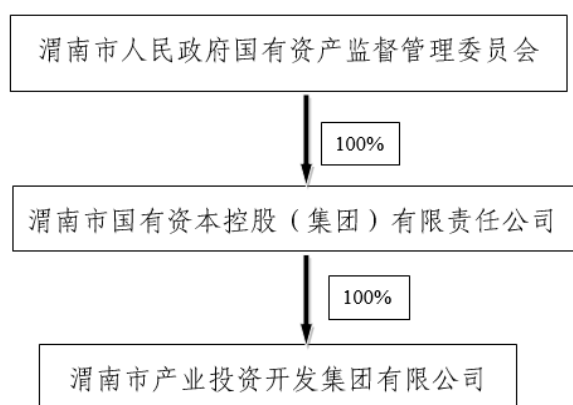 渭南市人民政府国有资产监督管理委员会
100%
渭南市国有资本控股（集团）有限责任公司
100%
渭南市产业投资开发集团有限公司